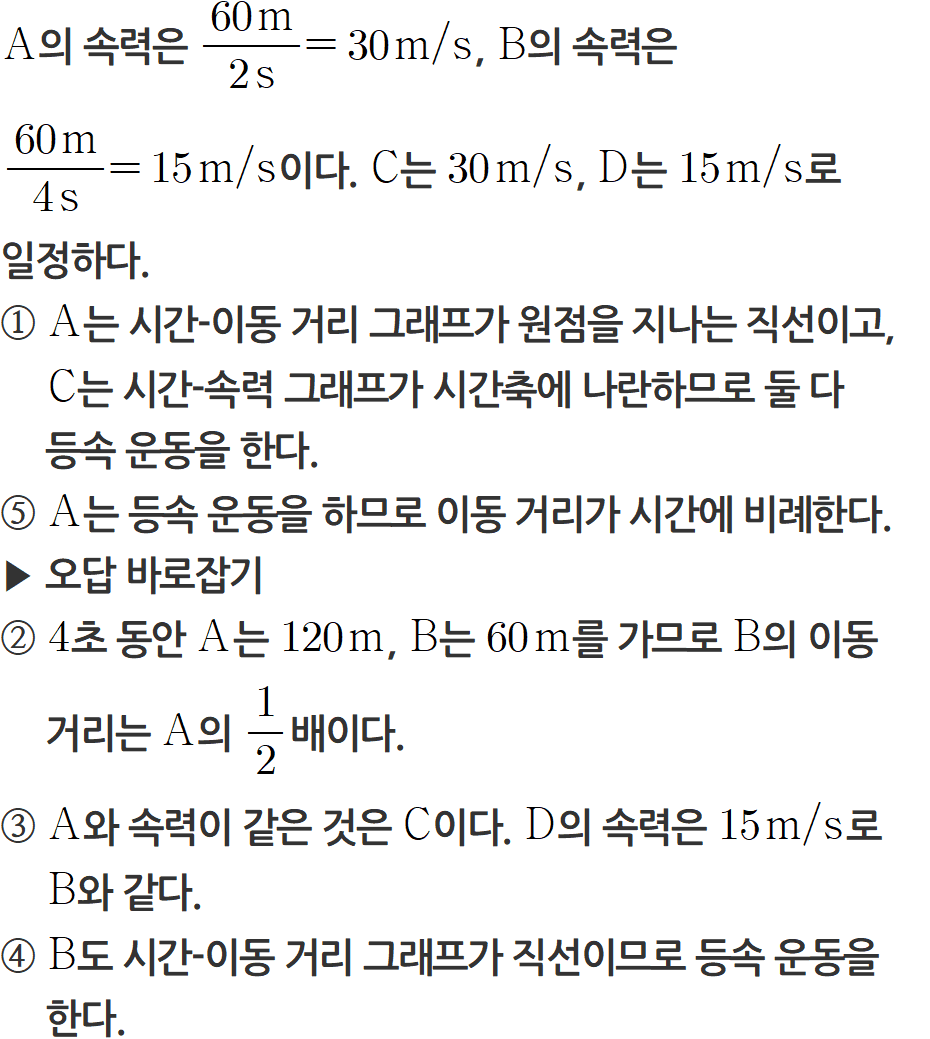 A의 속력은 60 m/2 s = 30 m/s, B의 속력은
60 m/4 s = 15 m/s이다. C는 30 m/s, D는 15 m/s로
일정하다.
① A는 시간-이동 거리 그래프가 원점을 지나는 직선이고,
C는 시간-속력 그래프가 시간축에 나란하므로 둘 다
등속 운동을 한다.
⑤ A는 등속 운동을 하므로 이동 거리가 시간에 비례한다.
▶ 오답 바로잡기
② 4초 동안 A는 120 m, B는 60 m를 가므로 B의 이동
거리는 A의 1/2배이다.
③ A와 속력이 같은 것은 C이다. D의 속력은 15 m/s로
B와 같다.
④ B도 시간-이동 거리 그래프가 직선이므로 등속 운동을
한다.